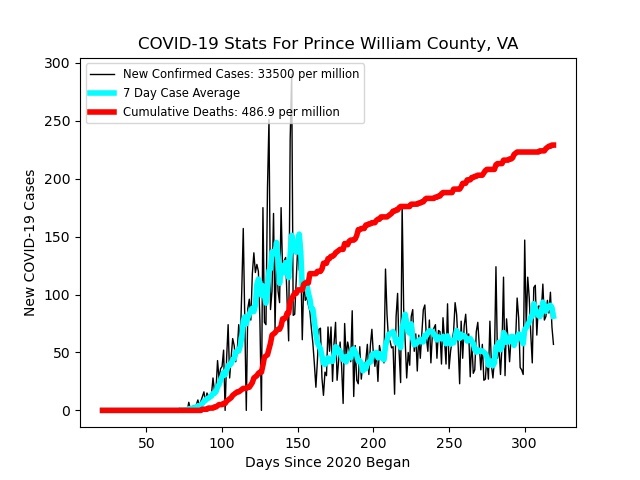 COVID-19 Stats For Prince William County, VA
New Confirmed Cases: 33500 per million
7 Day Case Average
Cumulative Deaths: 486.9 per million
New COVID-19 Cases
300
250
200
150
100
50
0
50 100 150 200 250 300
Days Since 2020 Began